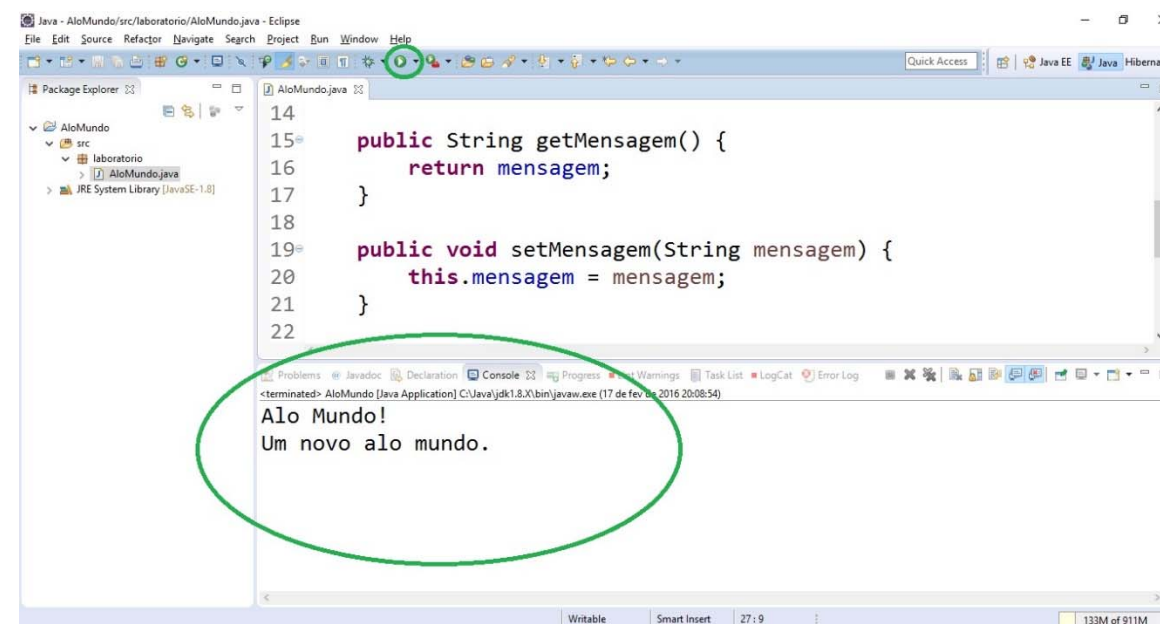 Java - AloMundo/src/laboratorio/AloMundo.java - Eclipse
File Edit Source Refactor Navigate Search Project Run Window Help
Quick Access Java EE Java Hiberna
Package Explorer
AloMundo.java
AloMundo
src
laboratorio
AloMundo.java
JRE System Library [JavaSE-1.8]
14
15 public String getMensagem() {
16 return mensagem;
17 }
18
19 public void setMensagem(String mensagem) {
20 this.mensagem = mensagem;
21 }
22
Problems Javadoc Declaration Console Progress Lint Warnings Task List LogCat Error Log
<terminated> AloMundo [Java Application] C:\Java\jdk1.8.X\bin\javaw.exe (17 de fev de 2016 20:08:54)
Alo Mundo!
Um novo alo mundo.
Writable Smart Insert 27:9 133M of 911M